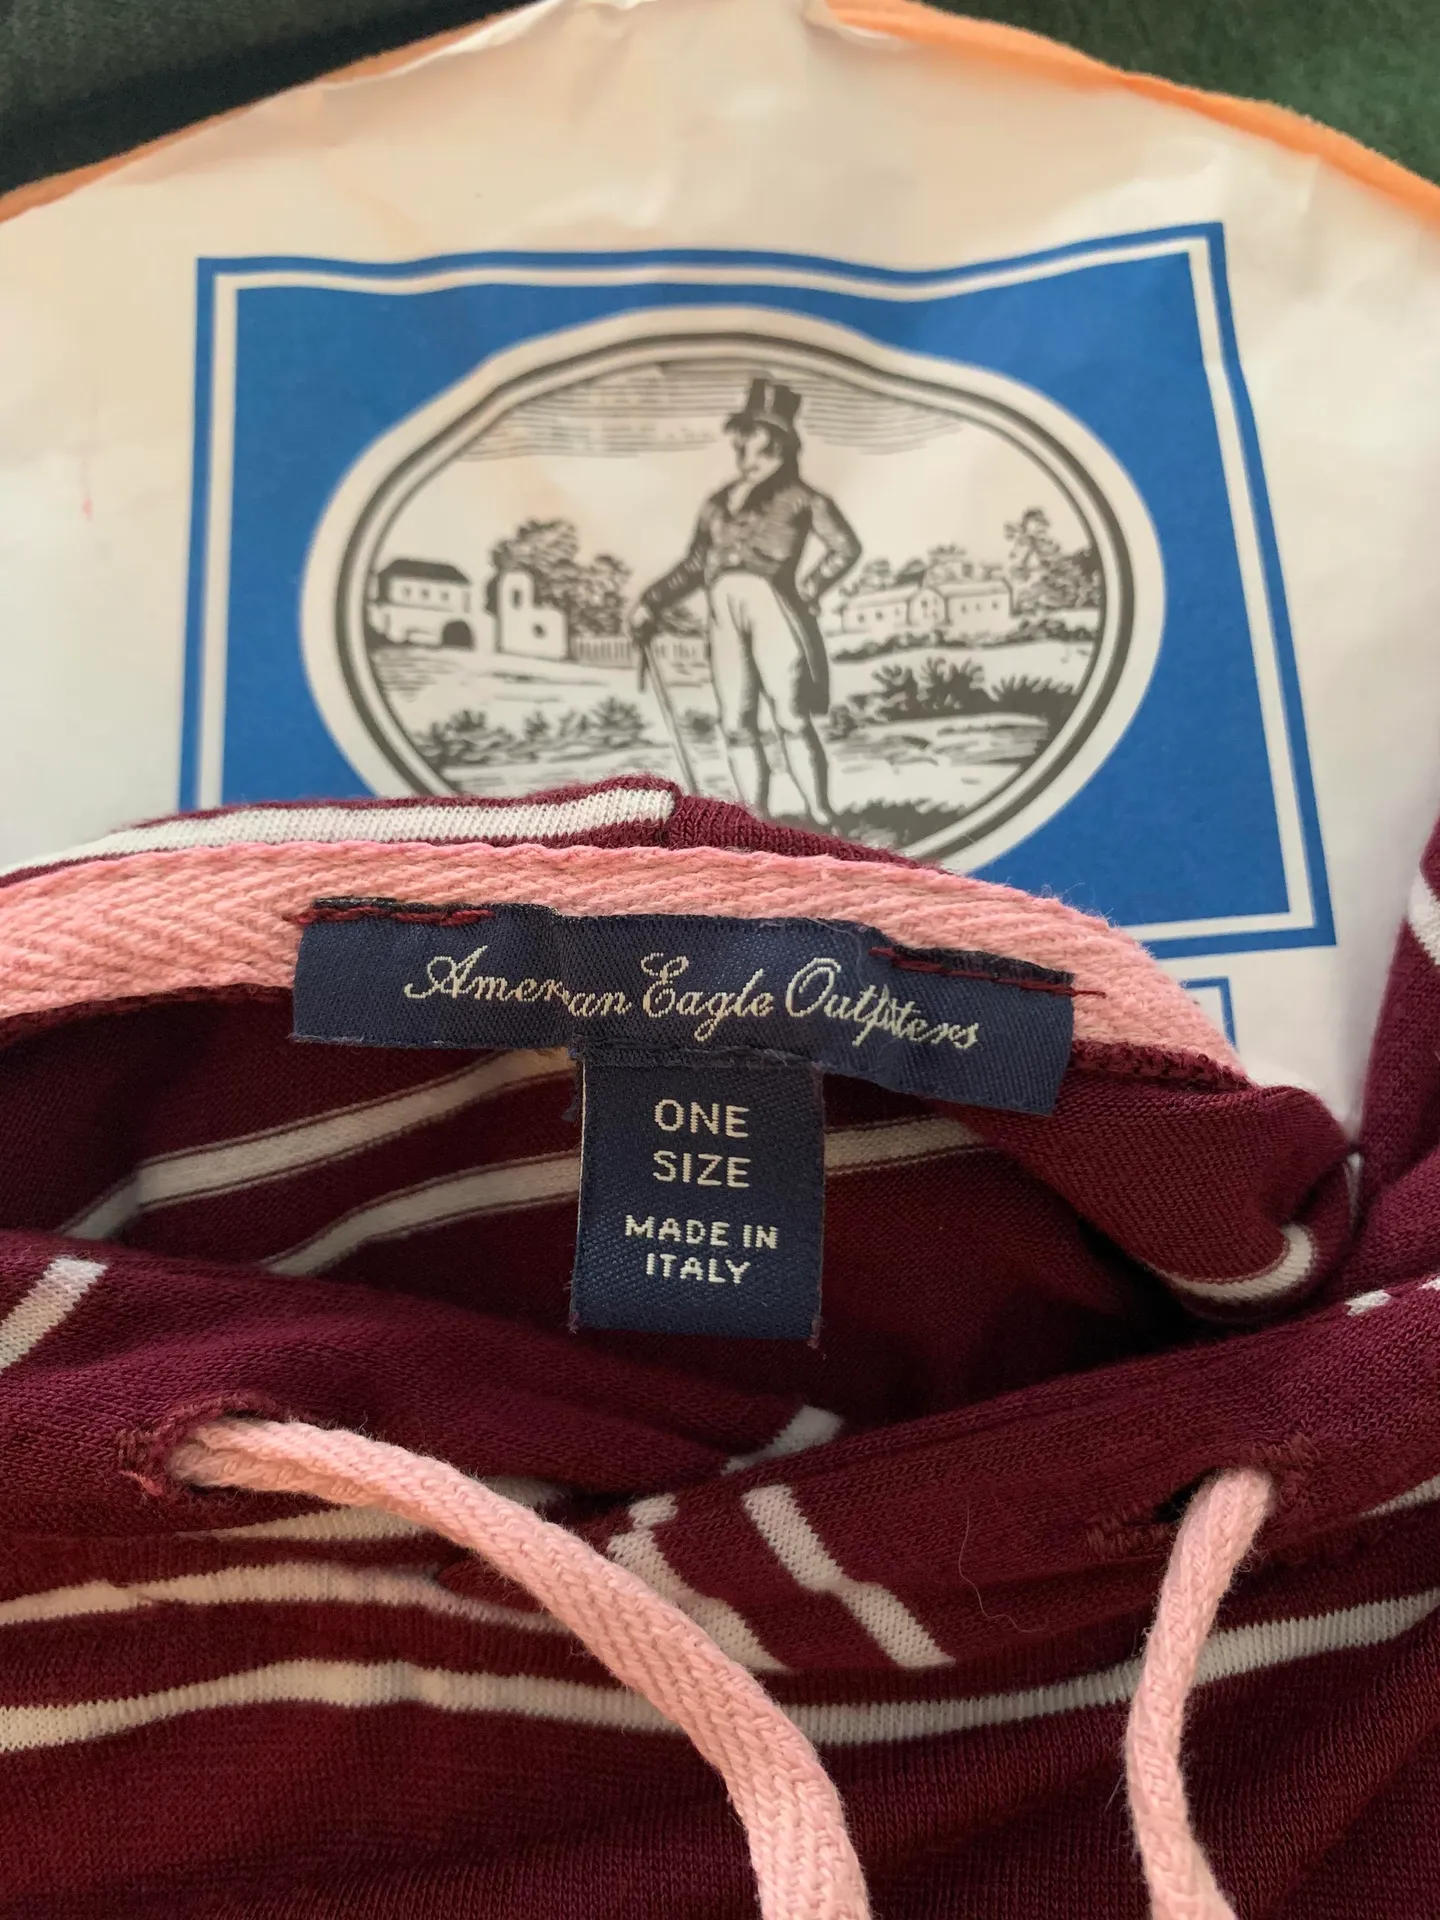 American Eagle Outfitters
ONE
SIZE
MADE IN
ITALY